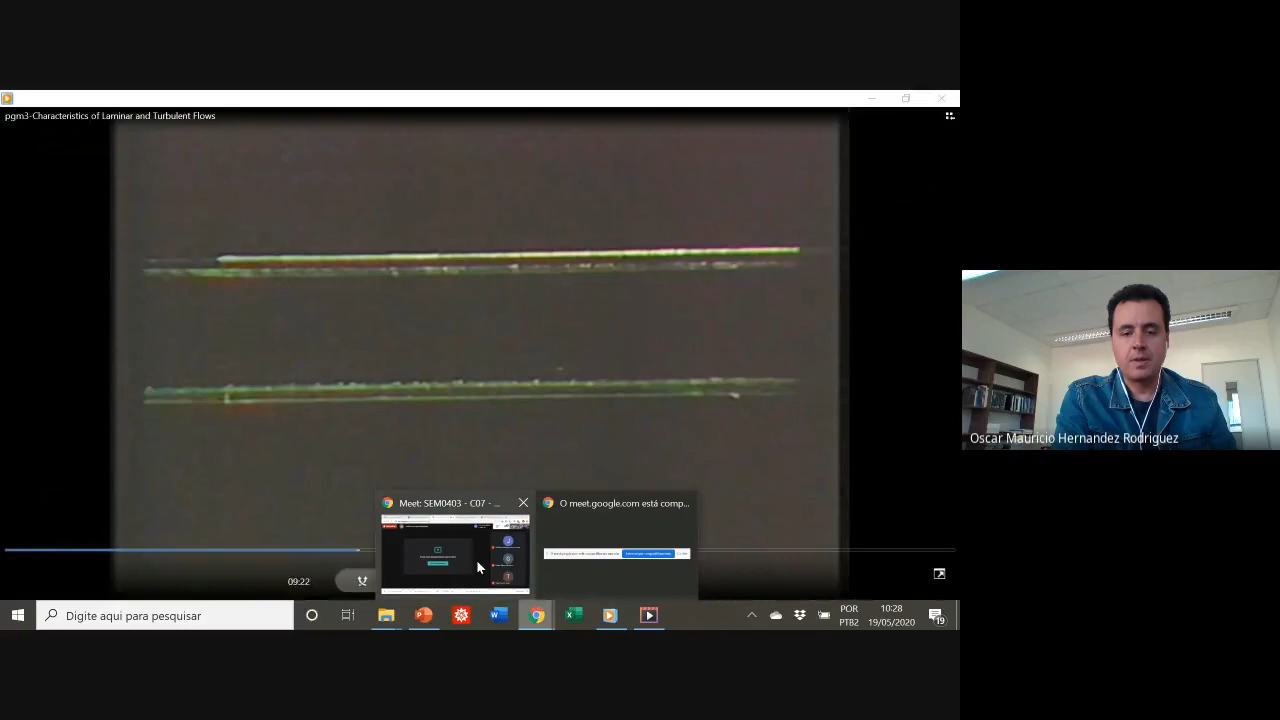 pgm3-Characteristics of Laminar and Turbulent Flows
Oscar Mauricio Hernandez Rodriguez
Meet: SEM0403 - C07 - ...
O meet.google.com está comp...
09:22
Digite aqui para pesquisar
POR
PTB2
10:28
19/05/2020
19